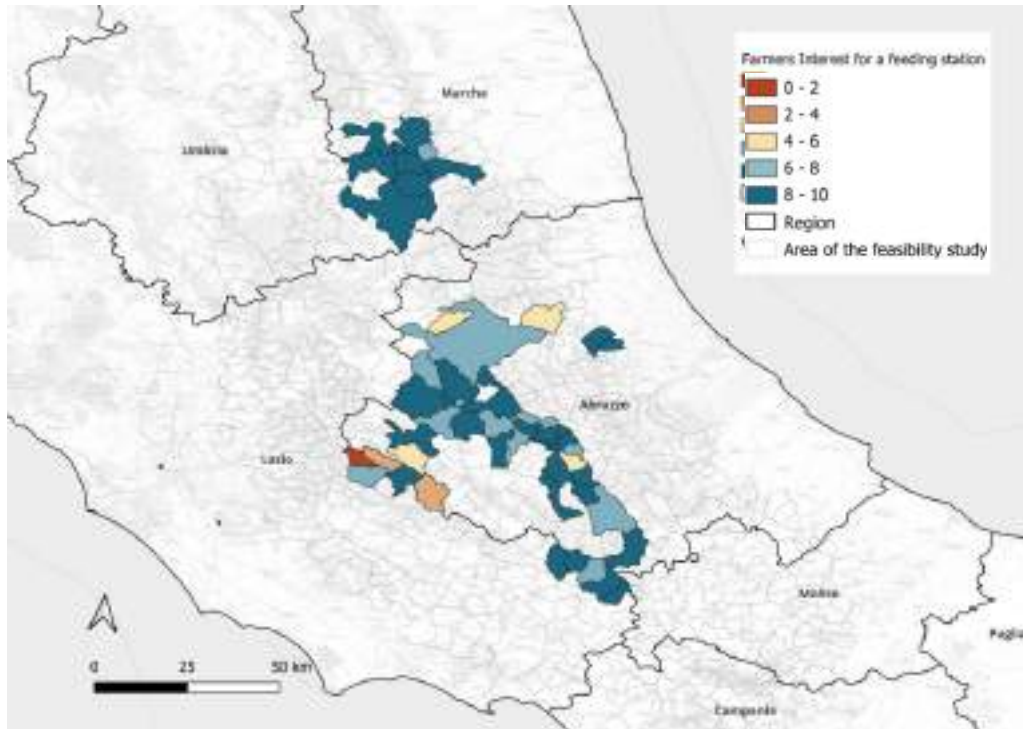 Farmers Interest for a feeding station
0 - 2
2 - 4
4 - 6
6 - 8
8 - 10
Region
Area of the feasibility study
Marche
Umbria
Abruzzo
Lazio
Molise
Puglia
Campania
0 25 50 km